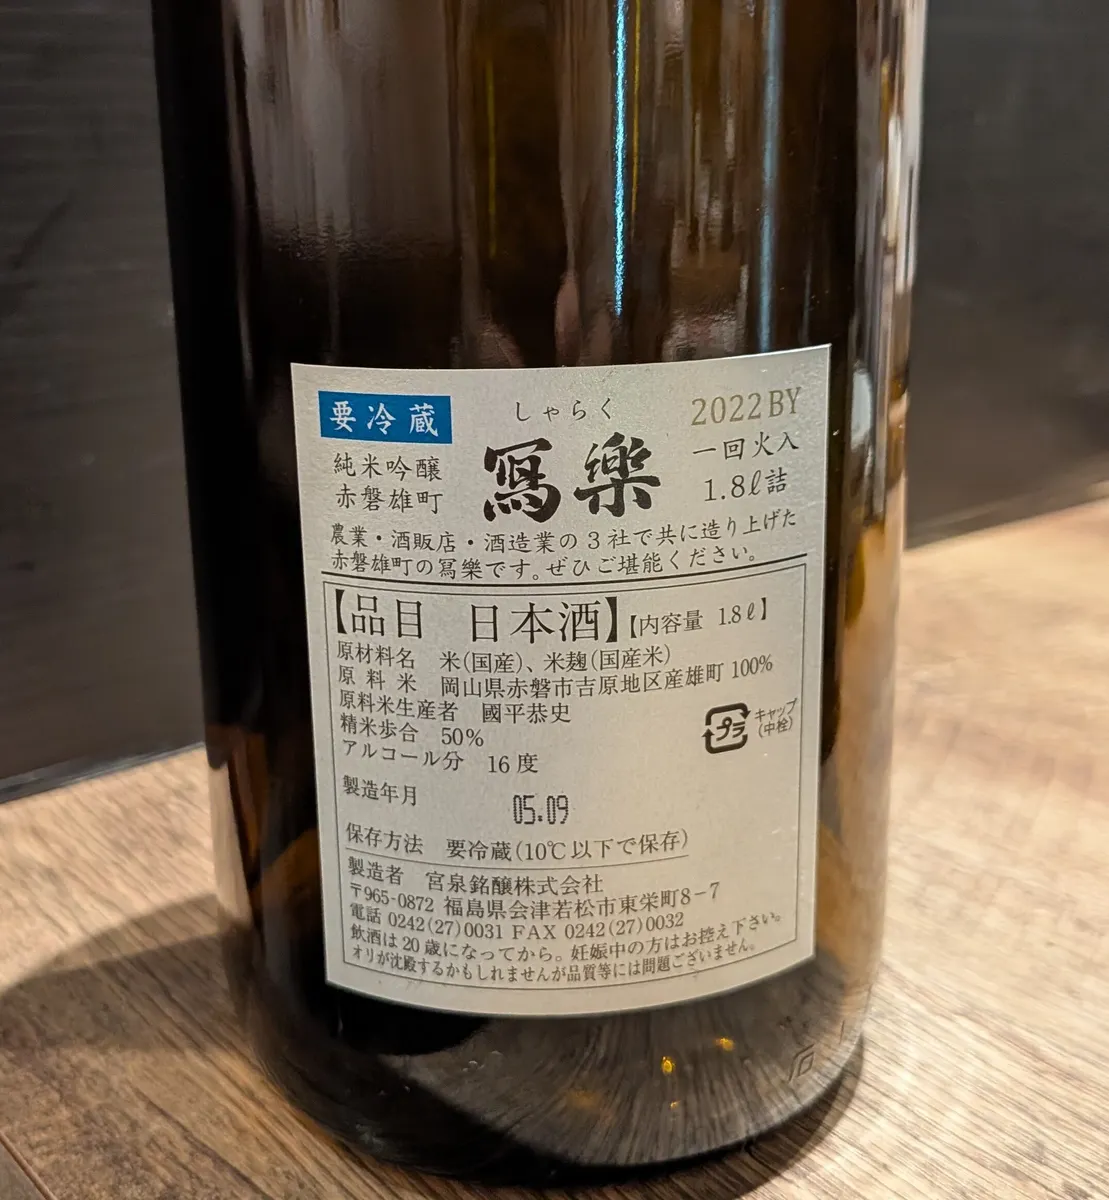 要冷蔵
純米吟醸
赤磐雄町
しゃらく
寫樂
2022BY
一回火入
1.8ℓ詰
農業・酒販店・酒造業の3社で共に造り上げた
赤磐雄町の寫樂です。ぜひご堪能ください。
【品目 日本酒】【内容量 1.8ℓ】
原材料名 米(国産)、米麹(国産米)
原料米 岡山県赤磐市吉原地区産雄町100%
原料米生産者 國平恭史
精米歩合 50%
アルコール分 16度
プラ
キャップ
(中栓)
製造年月 05.09
保存方法 要冷蔵(10℃以下で保存)
製造者 宮泉銘醸株式会社
〒965-0872 福島県会津若松市東栄町8-7
電話 0242(27)0031 FAX 0242(27)0032
飲酒は20歳になってから。妊娠中の方はお控え下さい。
オリが沈殿するかもしれませんが品質等には問題ございません。